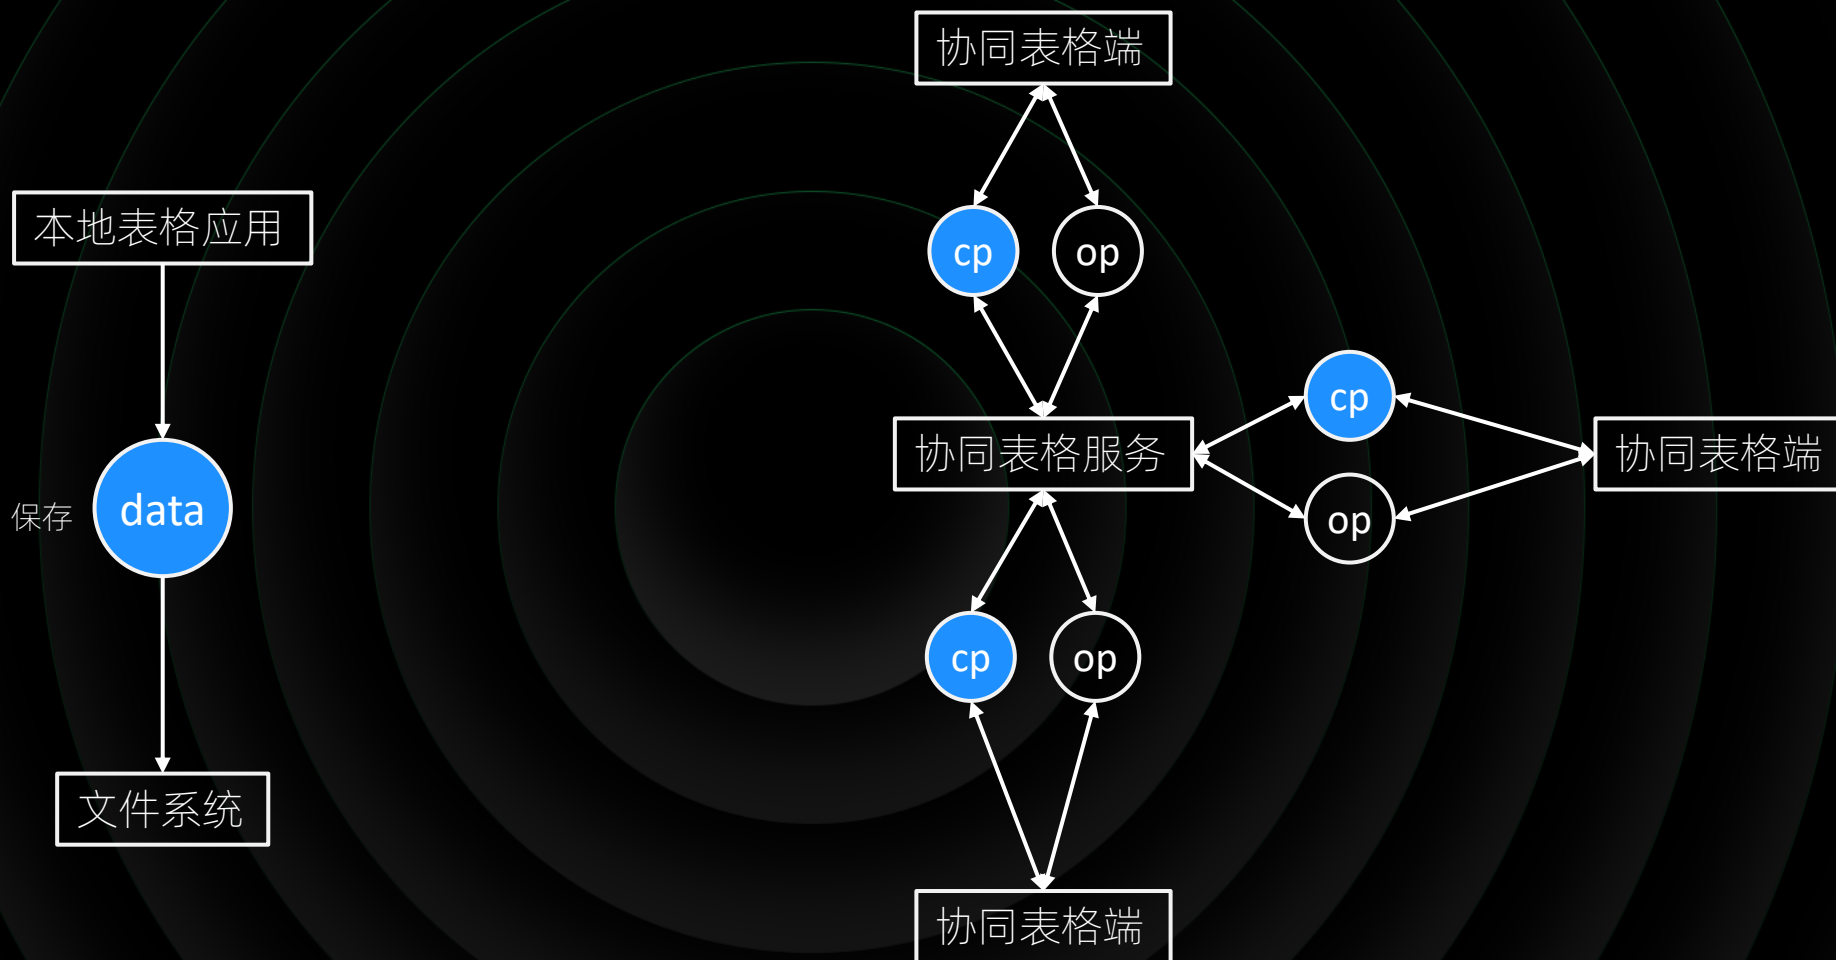 协同表格端
本地表格应用
cp
op
cp
协同表格服务
协同表格端
data
保存
op
cp
op
文件系统
协同表格端